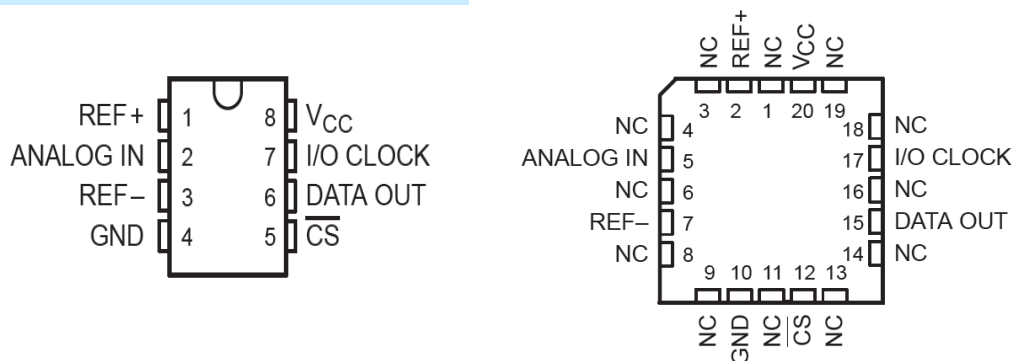 REF+ 1 8 VCC
ANALOG IN 2 7 I/O CLOCK
REF– 3 6 DATA OUT
GND 4 5 CS
NC REF+ NC VCC NC
3 2 1 20 19
NC 4 18 NC
ANALOG IN 5 17 I/O CLOCK
NC 6 16 NC
REF– 7 15 DATA OUT
NC 8 14 NC
9 10 11 12 13
NC GND NC CS NC